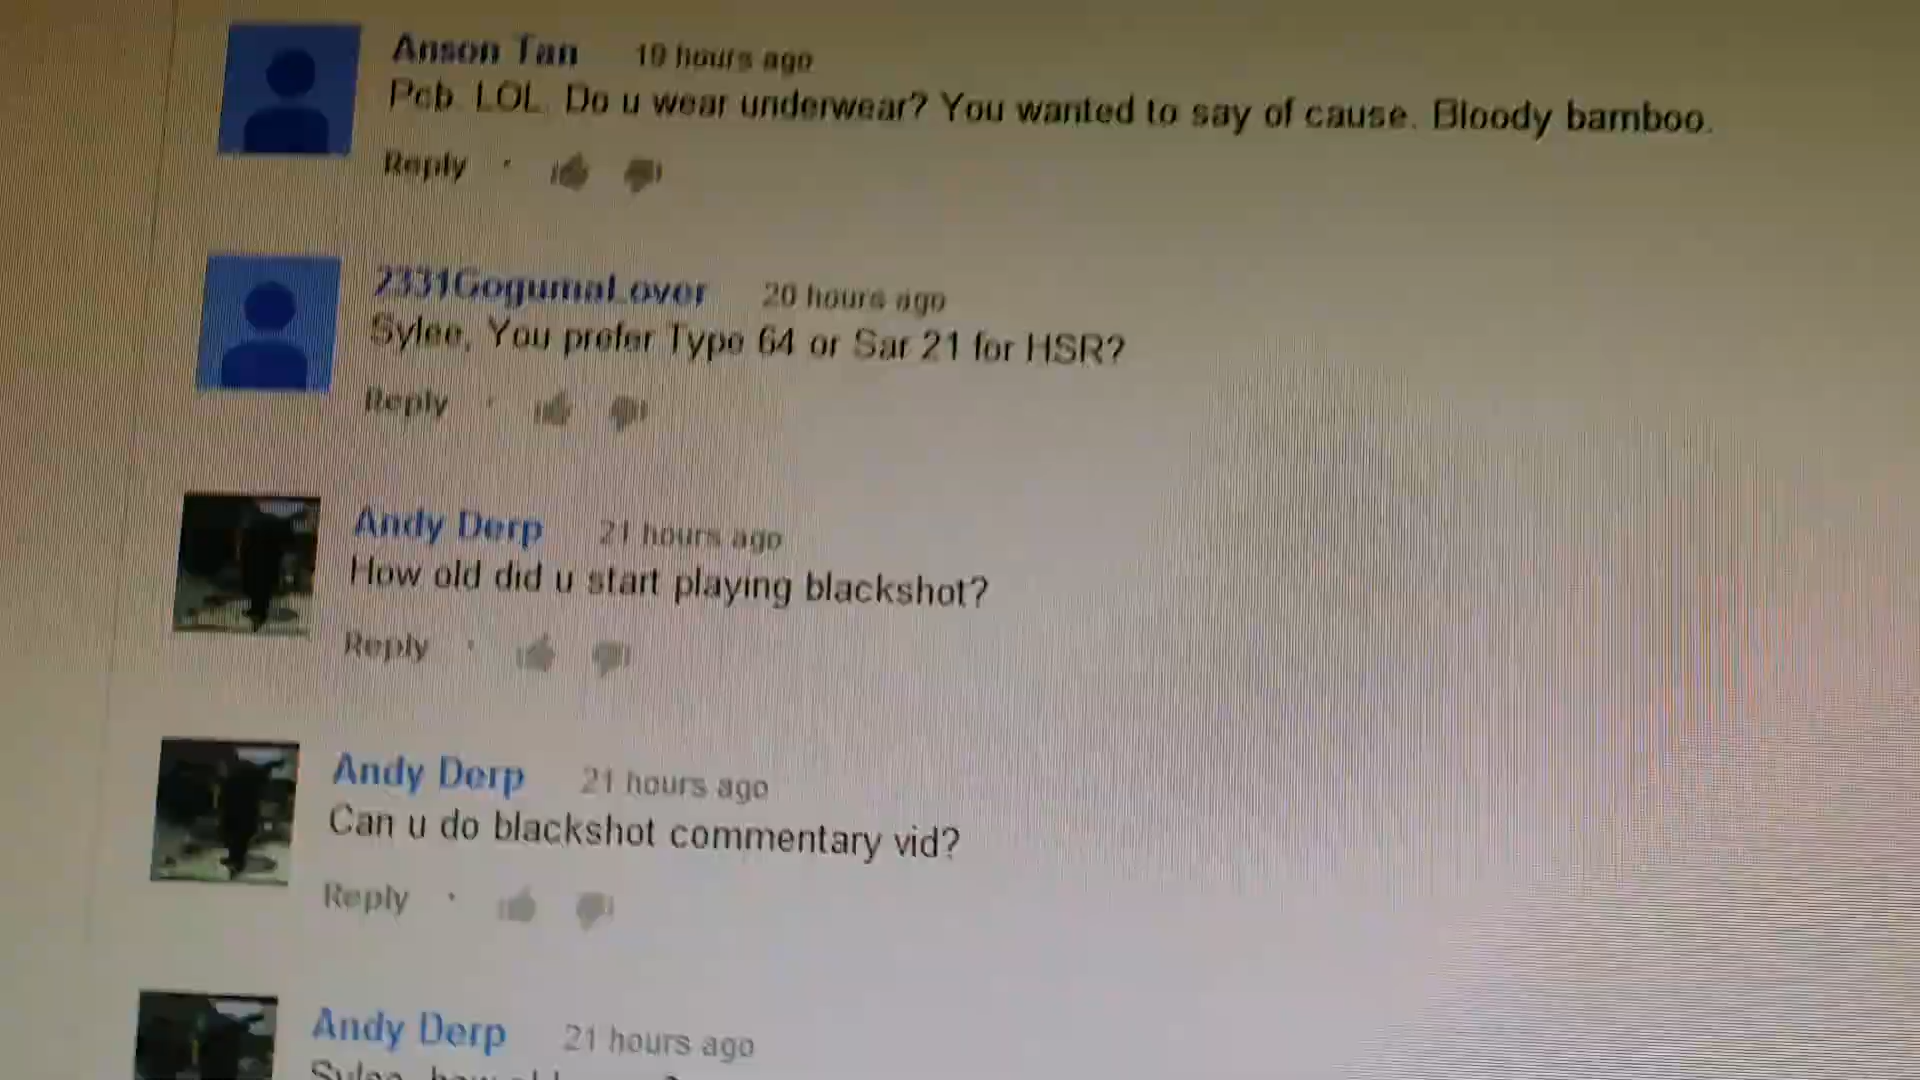 Anson Tan 19 hours ago
Pcb. LOL. Do u wear underwear? You wanted to say of cause. Bloody bamboo.
Reply
2331GogumaLover 20 hours ago
Sylee, You prefer Type 64 or Sar 21 for HSR?
Reply
Andy Derp 21 hours ago
How old did u start playing blackshot?
Reply
Andy Derp 21 hours ago
Can u do blackshot commentary vid?
Reply
Andy Derp 21 hours ago
Sylee,